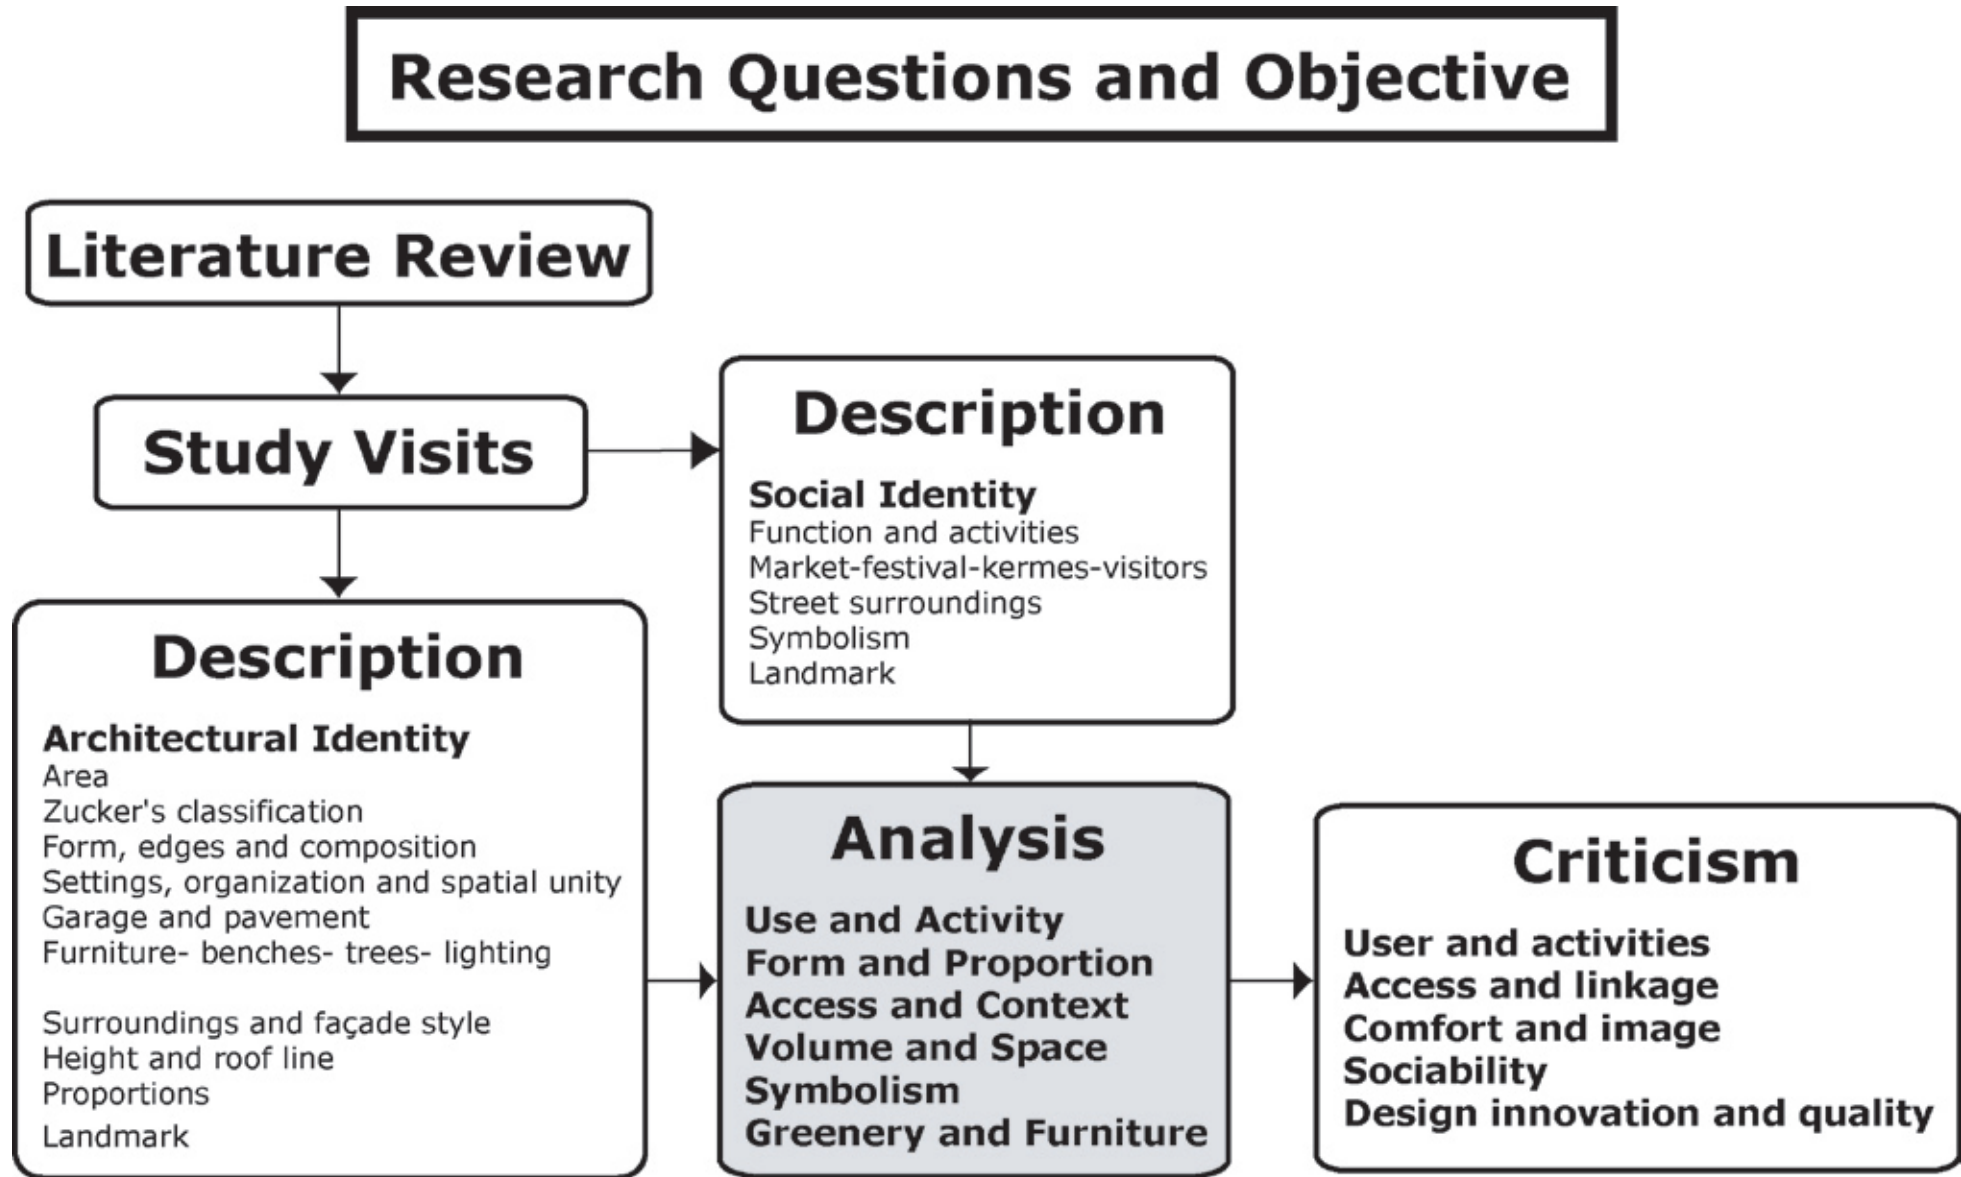 Research Questions and Objective
Literature Review
Study Visits
Description
Social Identity
Function and activities
Market-festival-kermes-visitors
Street surroundings
Symbolism
Landmark
Description
Architectural Identity
Area
Zucker's classification
Form, edges and composition
Settings, organization and spatial unity
Garage and pavement
Furniture- benches- trees- lighting
Surroundings and façade style
Height and roof line
Proportions
Landmark
Analysis
Use and Activity
Form and Proportion
Access and Context
Volume and Space
Symbolism
Greenery and Furniture
Criticism
User and activities
Access and linkage
Comfort and image
Sociability
Design innovation and quality